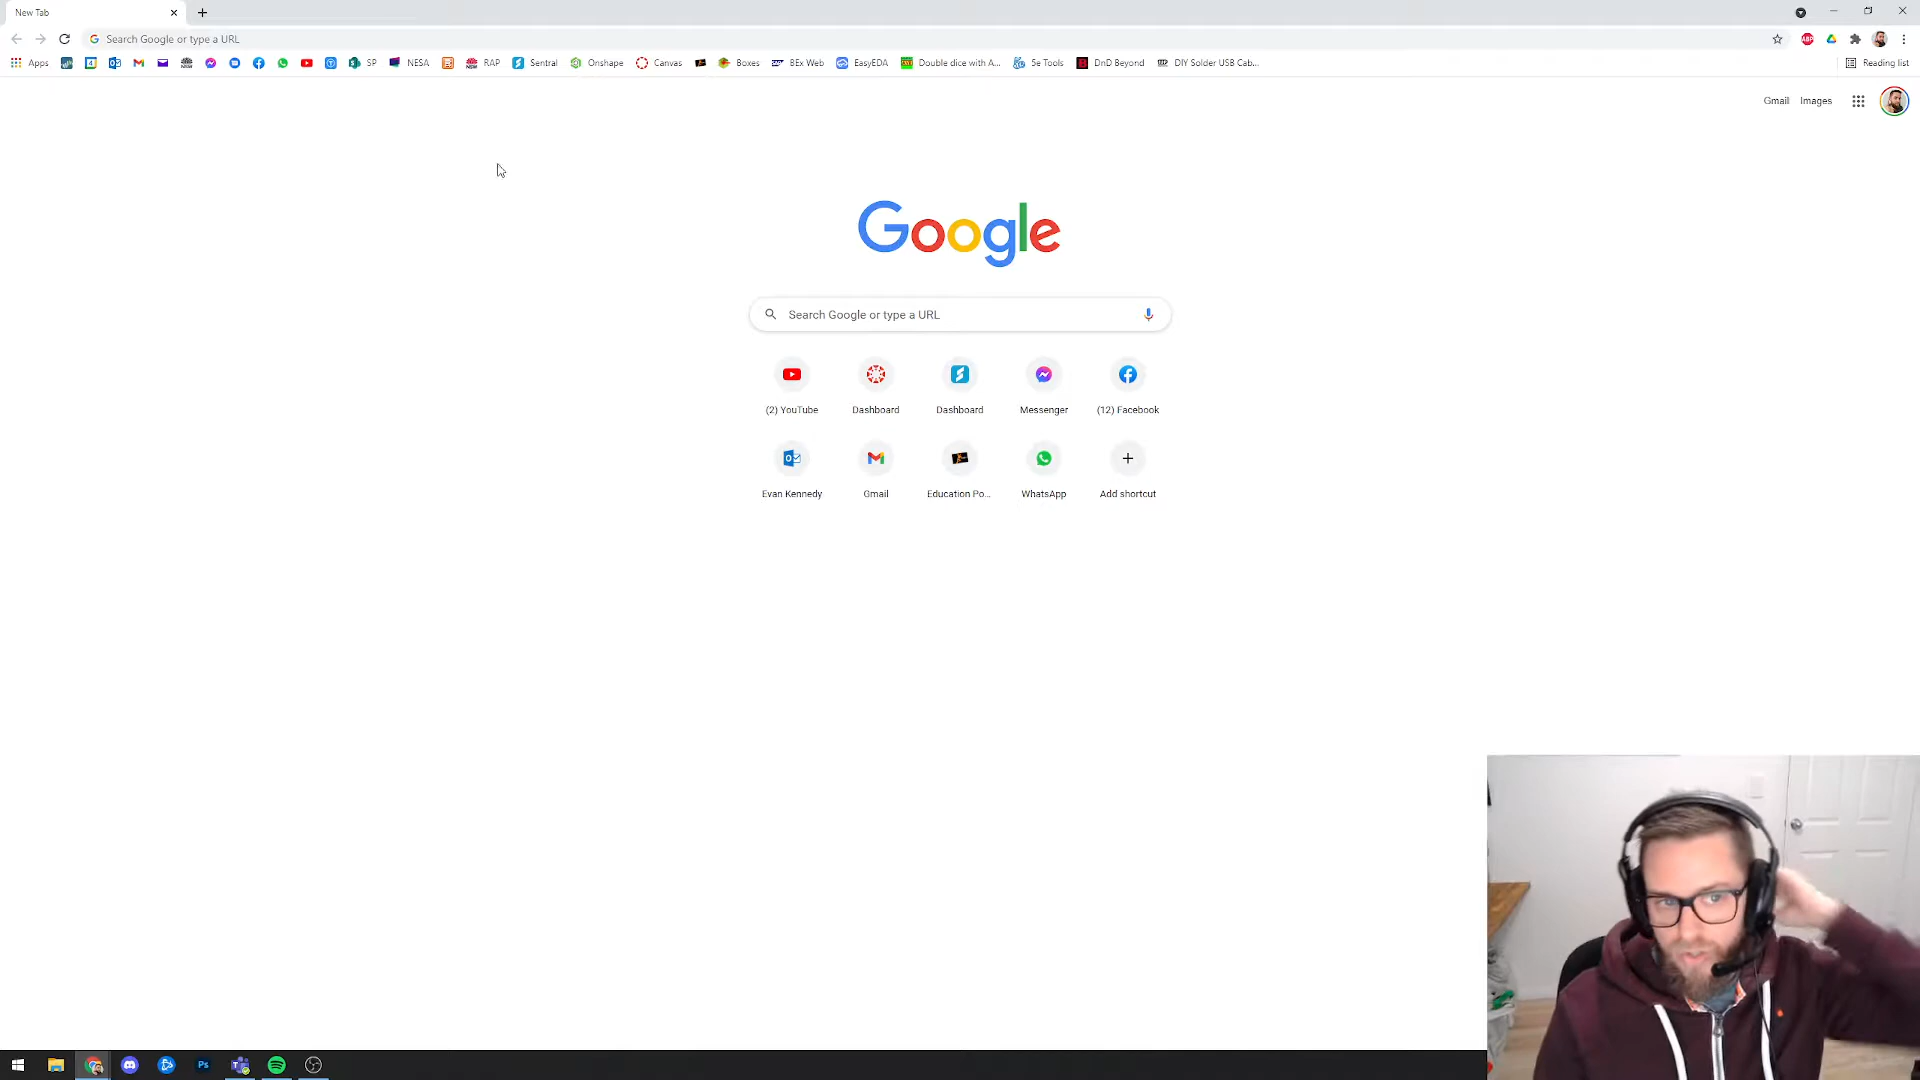 New Tab
Search Google or type a URL
Apps SP NESA RAP Sentral Onshape Canvas Boxes BEx Web EasyEDA Double dice with A... 5e Tools DnD Beyond DIY Solder USB Cab... Reading list
Gmail Images
Google
Search Google or type a URL
(2) YouTube Dashboard Dashboard Messenger (12) Facebook
Evan Kennedy Gmail Education Po... WhatsApp Add shortcut
Ps